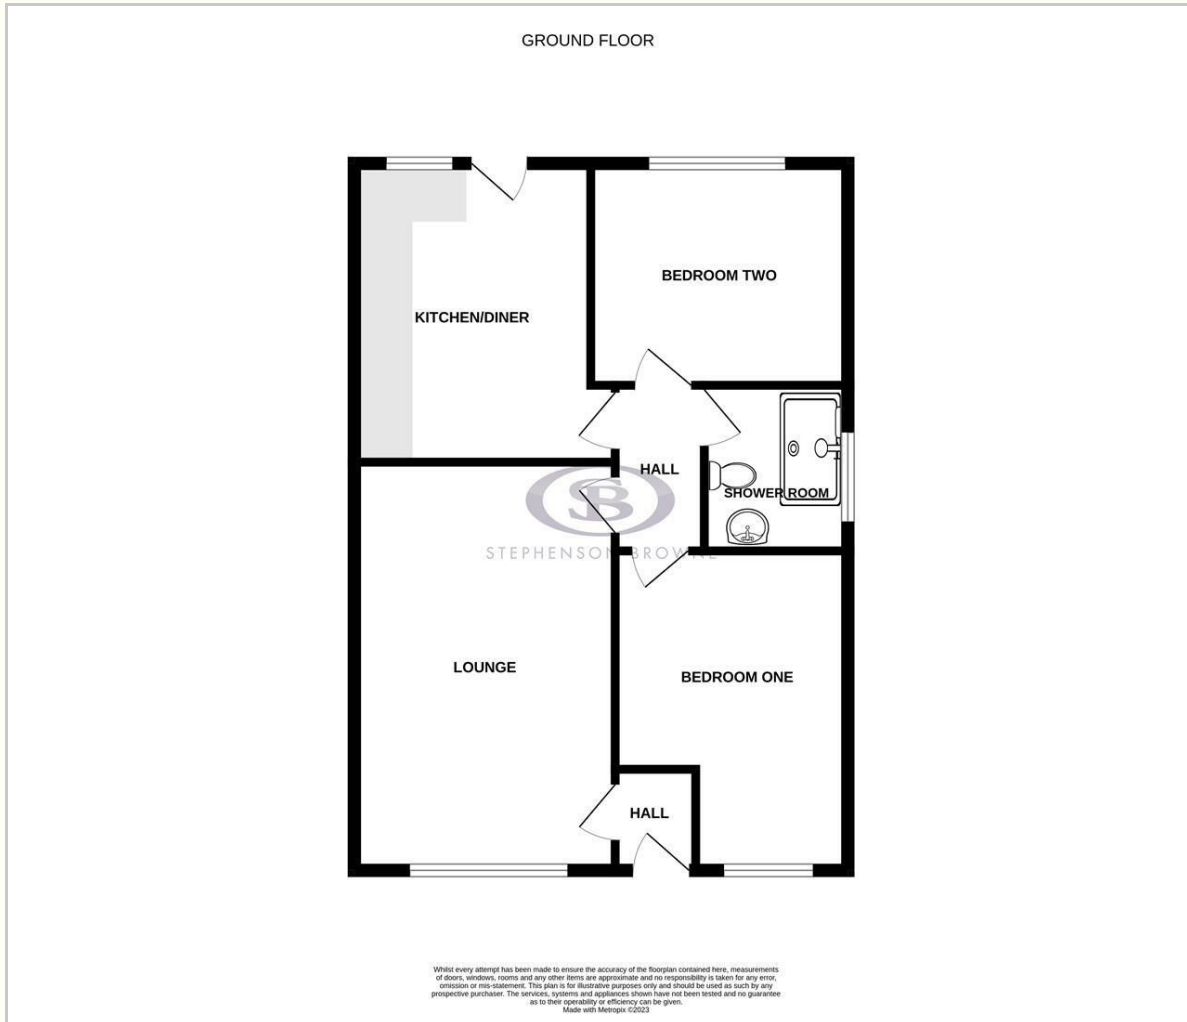 GROUND FLOOR
BEDROOM TWO
KITCHEN/DINER
HALL
SHOWER ROOM
SB
STEPHENSON BROWNE
LOUNGE
BEDROOM ONE
HALL
Whilst every attempt has been made to ensure the accuracy of the floorplan contained here, measurements
of doors, windows, rooms and any other items are approximate and no responsibility is taken for any error,
omission or mis-statement. This plan is for illustrative purposes only and should be used as such by any
prospective purchaser. The services, systems and appliances shown have not been tested and no guarantee
as to their operability or efficiency can be given.
Made with Metropix ©2023